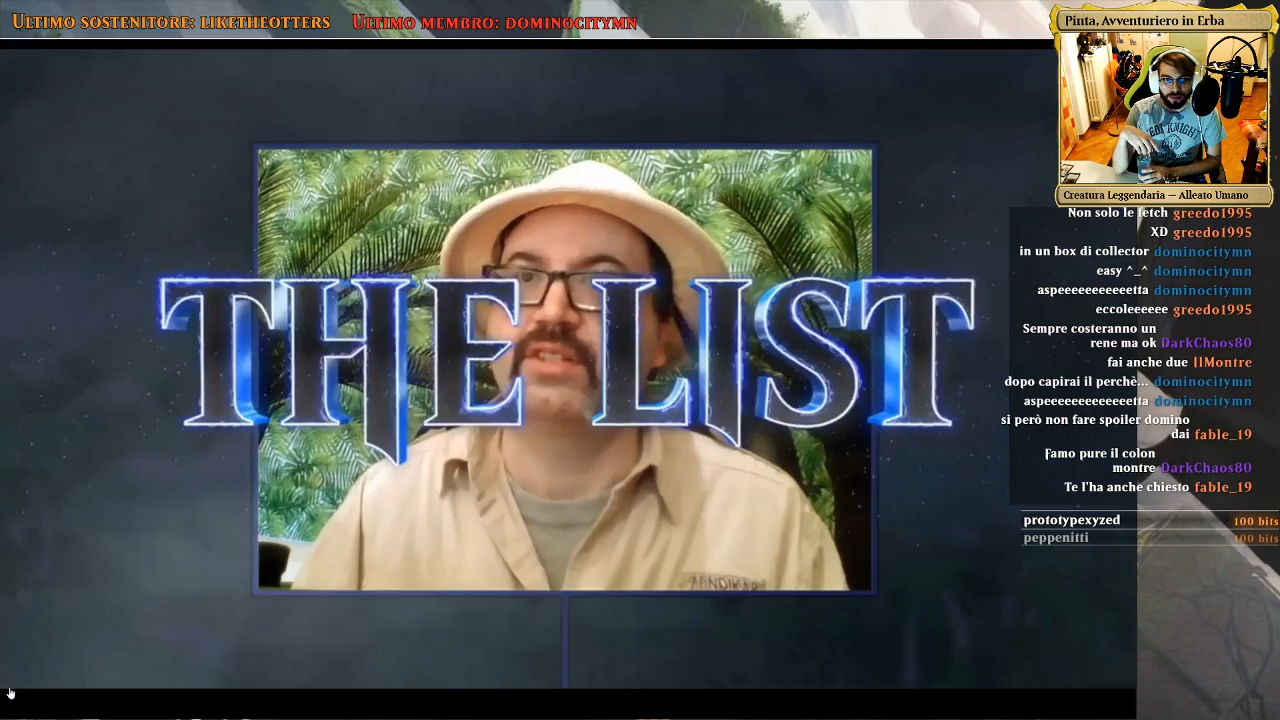 ULTIMO SOSTENITORE: LIKETHEOTTERS ULTIMO MEMBRO: DOMINOCITYMN
Pinta, Avventuriero in Erba
Creatura Leggendaria — Alleato Umano
THE LIST
ZENDIKAR
Non solo le fetch greedo1995
XD greedo1995
in un box di collector dominocitymn
easy ^_^ dominocitymn
aspeeeeeeeeeetta dominocitymn
eccoleeeeee greedo1995
Sempre costeranno un
rene ma ok DarkChaos80
fai anche due IlMontre
dopo capirai il perchè... dominocitymn
aspeeeeeeeeeeeetta dominocitymn
si però non fare spoiler domino
dai fable_19
Famo pure il colon
montre DarkChaos80
Te l'ha anche chiesto fable_19
prototypexyzed 100 bits
peppenitti 100 bits